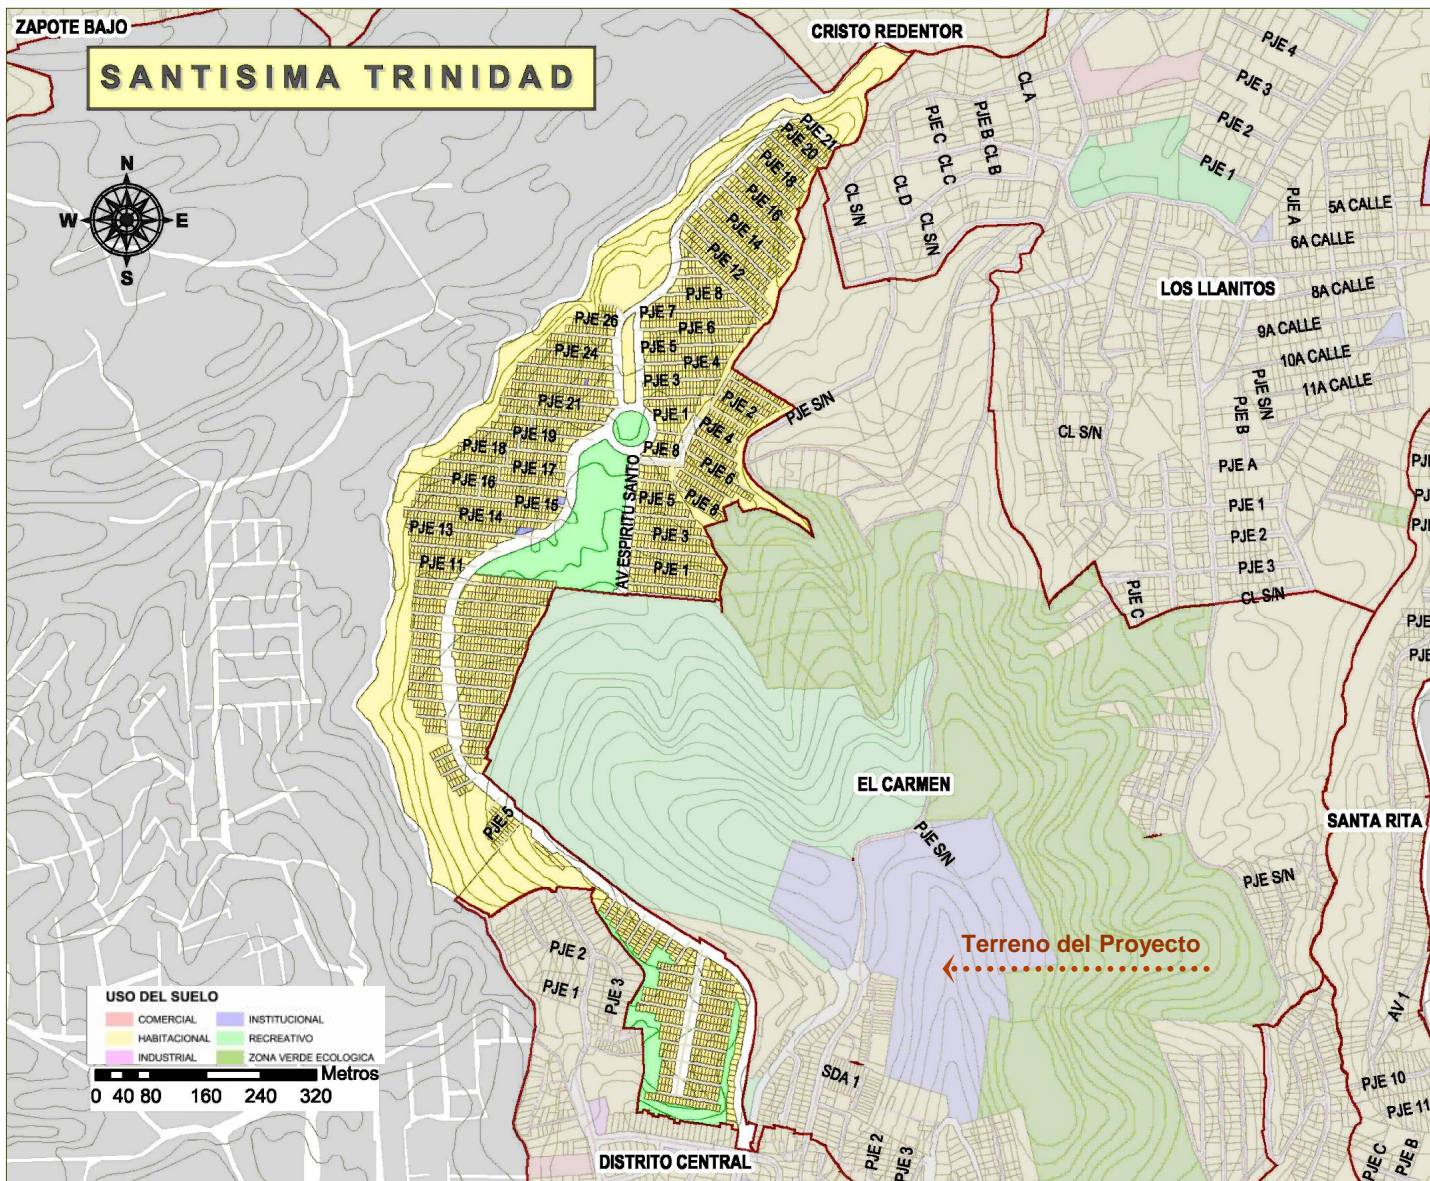 ZAPOTE BAJO
CRISTO REDENTOR
SANTISIMA TRINIDAD
N
W
E
S
PJE 4
PJE 3
PJE 2
PJE 1
CL A
PJE B
PJE C
CL B
CL C
CL D
CL S/N
CL S/N
PJE A
5A CALLE
6A CALLE
LOS LLANITOS
8A CALLE
9A CALLE
10A CALLE
11A CALLE
PJE S/N
PJE B
CL S/N
PJE A
PJE 1
PJE 2
PJE 3
CL S/N
PJE C
PJE 21
PJE 20
PJE 18
PJE 16
PJE 14
PJE 12
PJE 8
PJE 7
PJE 6
PJE 5
PJE 4
PJE 3
PJE 1
PJE 26
PJE 24
PJE 21
PJE 19
PJE 18
PJE 17
PJE 16
PJE 15
PJE 14
PJE 13
PJE 11
PJE 2
PJE 4
PJE 6
PJE 8
PJE S/N
PJE 8
PJE 5
PJE 3
PJE 1
AV ESPIRITU SANTO
PJE 5
EL CARMEN
PJE S/N
SANTA RITA
PJE S/N
Terreno del Proyecto
PJE 2
PJE 1
PJE 3
AV 1
PJE 10
PJE 11
PJE C
PJE B
SDA 1
PJE 2
PJE 3
DISTRITO CENTRAL
USO DEL SUELO
COMERCIAL
INSTITUCIONAL
HABITACIONAL
RECREATIVO
INDUSTRIAL
ZONA VERDE ECOLOGICA
Metros
0 40 80 160 240 320